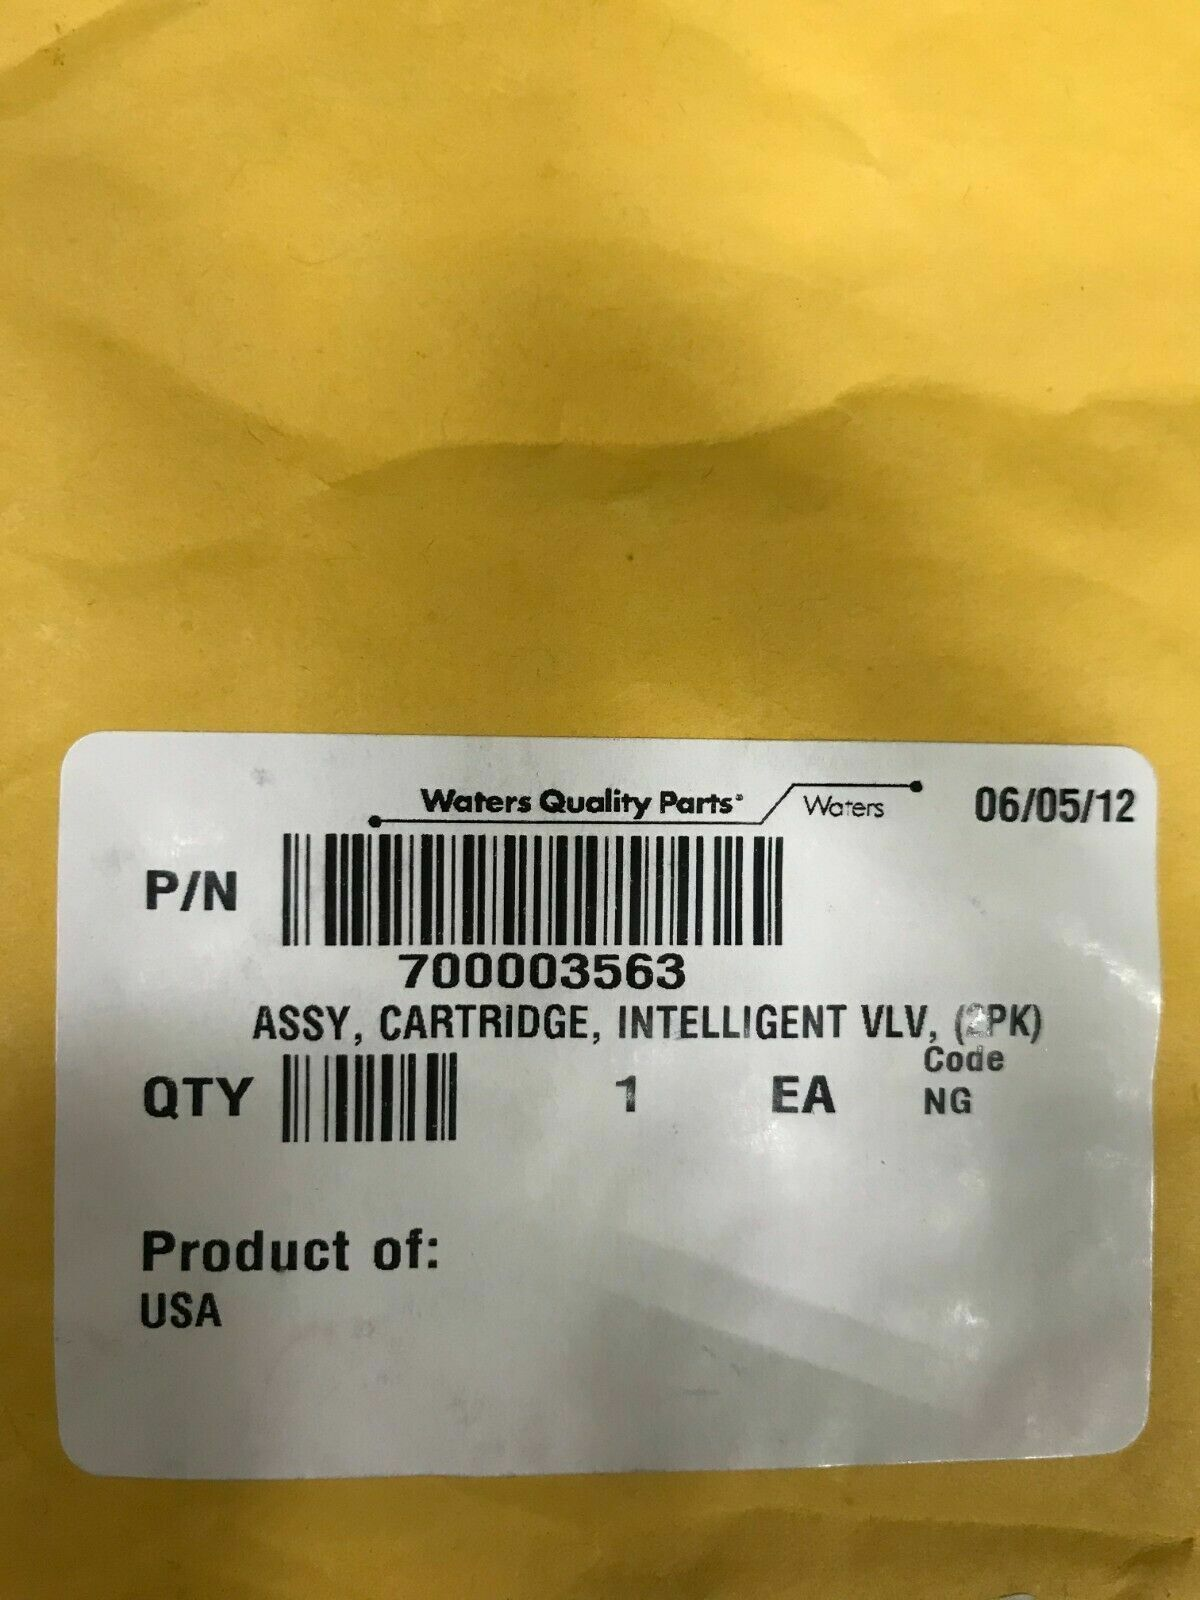 Waters Quality Parts®
Waters
06/05/12
P/N
700003563
ASSY, CARTRIDGE, INTELLIGENT VLV, (2PK)
QTY 1 EA
Code
NG
Product of:
USA